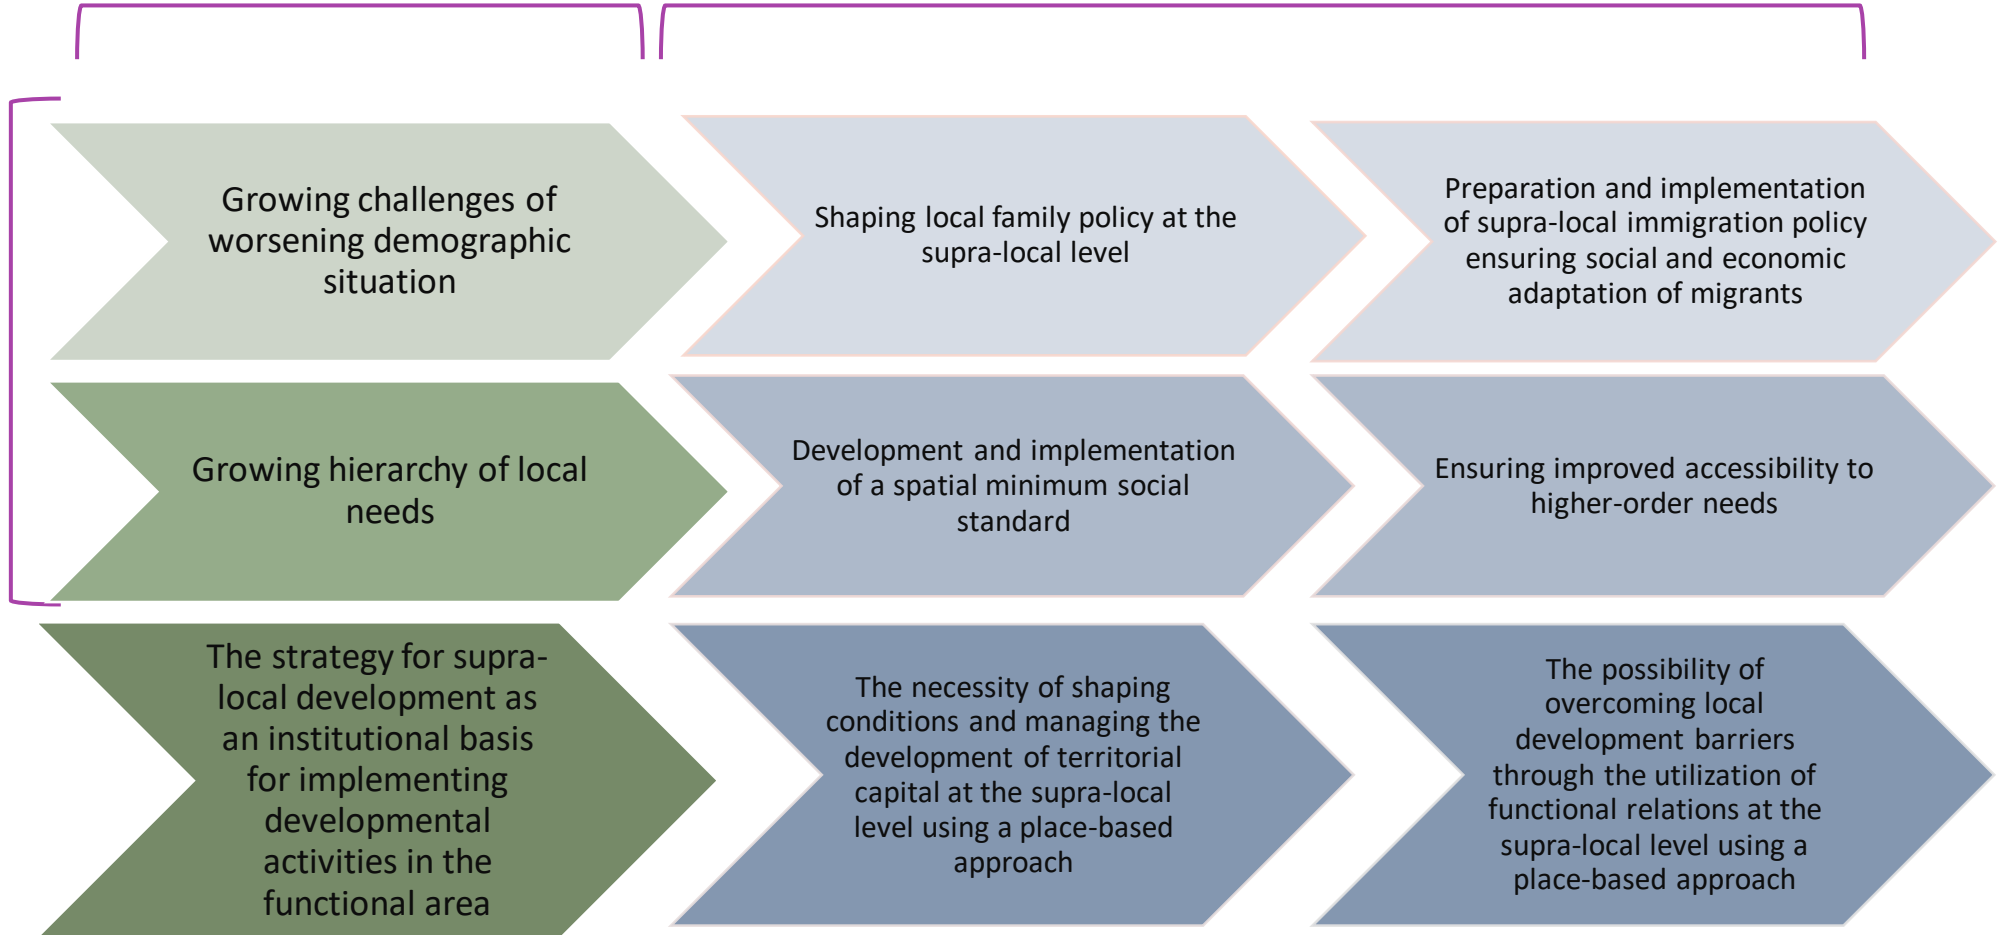 Growing challenges of
worsening demographic
situation
Shaping local family policy at the
supra-local level
Preparation and implementation
of supra-local immigration policy
ensuring social and economic
adaptation of migrants
Growing hierarchy of local
needs
Development and implementation
of a spatial minimum social
standard
Ensuring improved accessibility to
higher-order needs
The strategy for supra-
local development as
an institutional basis
for implementing
developmental
activities in the
functional area
The necessity of shaping
conditions and managing the
development of territorial
capital at the supra-local
level using a place-based
approach
The possibility of
overcoming local
development barriers
through the utilization of
functional relations at the
supra-local level using a
place-based approach